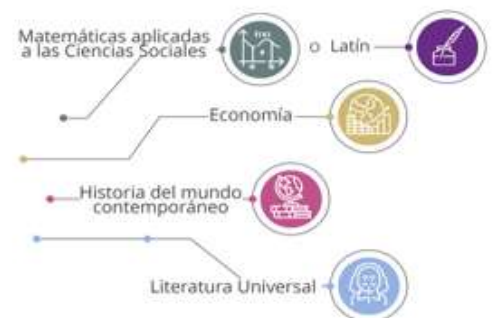 Matemáticas aplicadas
a las Ciencias Sociales
o Latín
Economía
Historia del mundo
contemporáneo
Literatura Universal